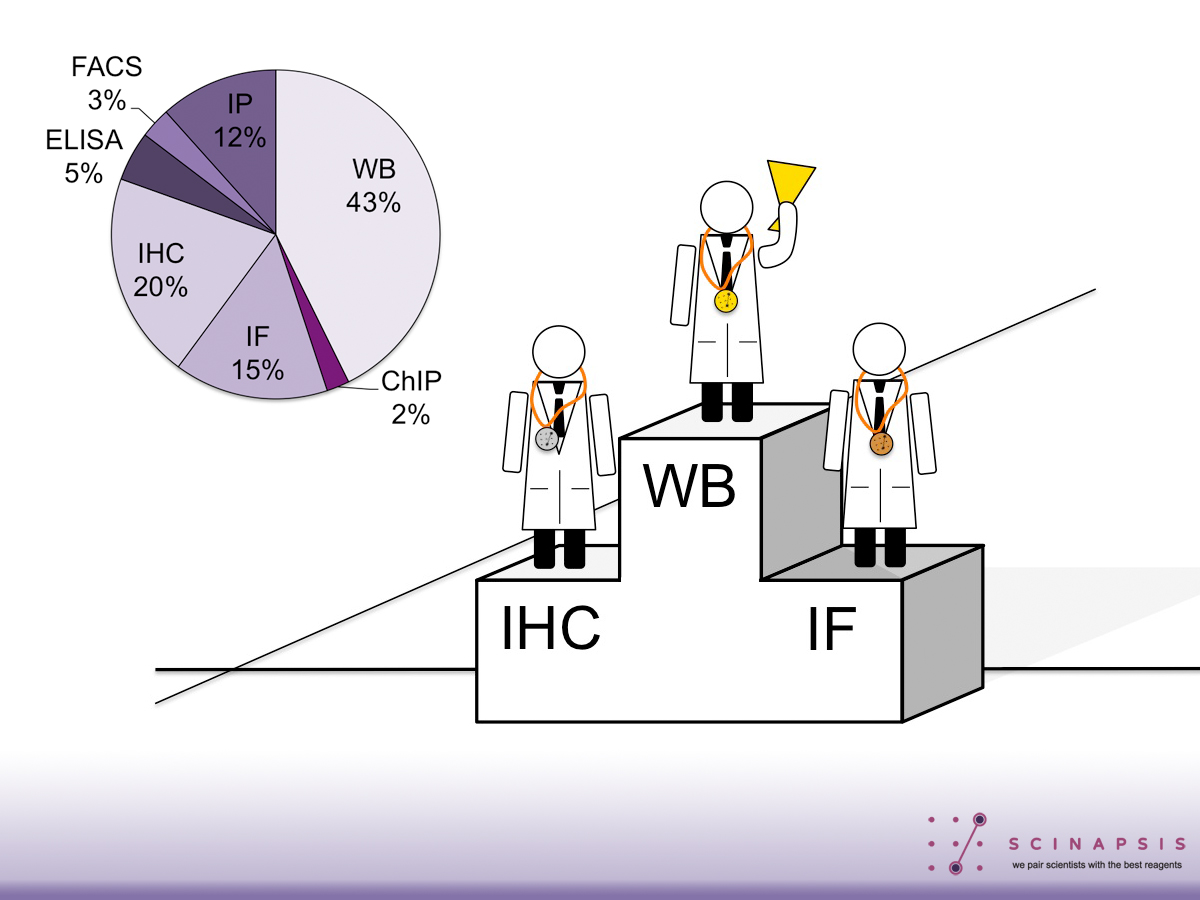 FACS
3%
IP
12%
ELISA
5%
WB
43%
IHC
20%
IF
15%
ChIP
2%
WB
IHC
IF
SCINAPSIS
we pair scientists with the best reagents